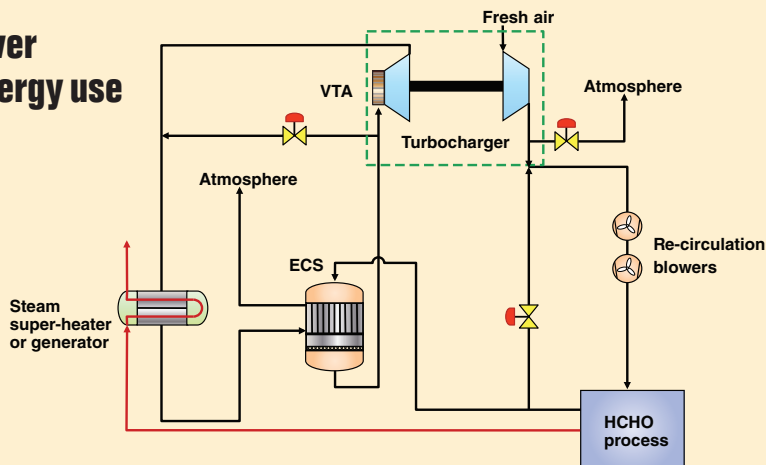 ver
ergy use
Fresh air
VTA
Atmosphere
Turbocharger
Atmosphere
ECS
Re-circulation
blowers
Steam
super-heater
or generator
HCHO
process